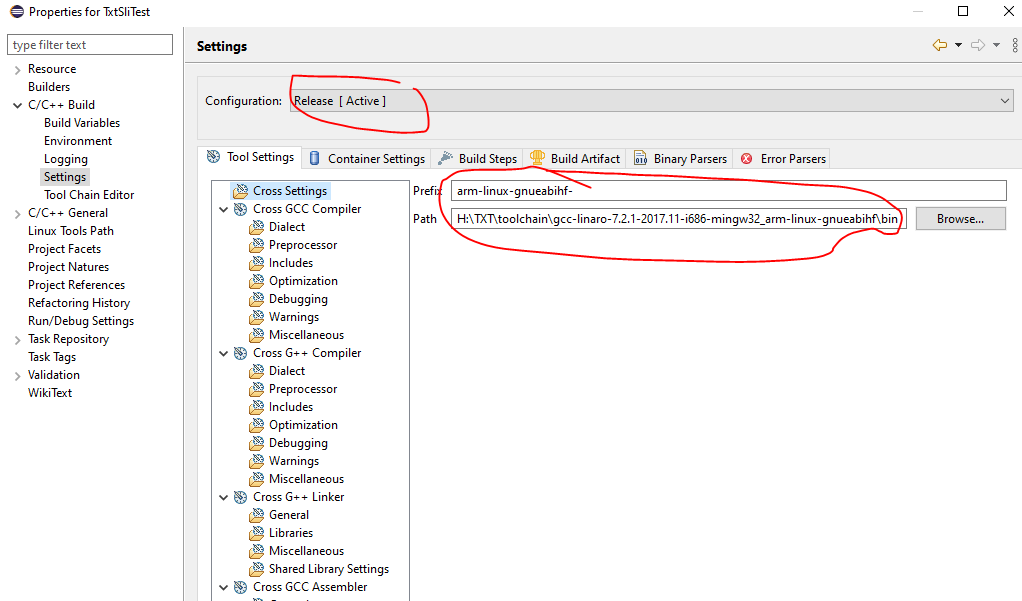 Properties for TxtSliTest
type filter text
Resource
Builders
C/C++ Build
Build Variables
Environment
Logging
Settings
Tool Chain Editor
C/C++ General
Linux Tools Path
Project Facets
Project Natures
Project References
Refactoring History
Run/Debug Settings
Task Repository
Task Tags
Validation
WikiText
Settings
Configuration: Release [ Active ]
Tool Settings Container Settings Build Steps Build Artifact Binary Parsers Error Parsers
Cross Settings
Cross GCC Compiler
Dialect
Preprocessor
Includes
Optimization
Debugging
Warnings
Miscellaneous
Cross G++ Compiler
Dialect
Preprocessor
Includes
Optimization
Debugging
Warnings
Miscellaneous
Cross G++ Linker
General
Libraries
Miscellaneous
Shared Library Settings
Cross GCC Assembler
Prefix arm-linux-gnueabihf-
Path H:\TXT\toolchain\gcc-linaro-7.2.1-2017.11-i686-mingw32_arm-linux-gnueabihf\bin Browse...